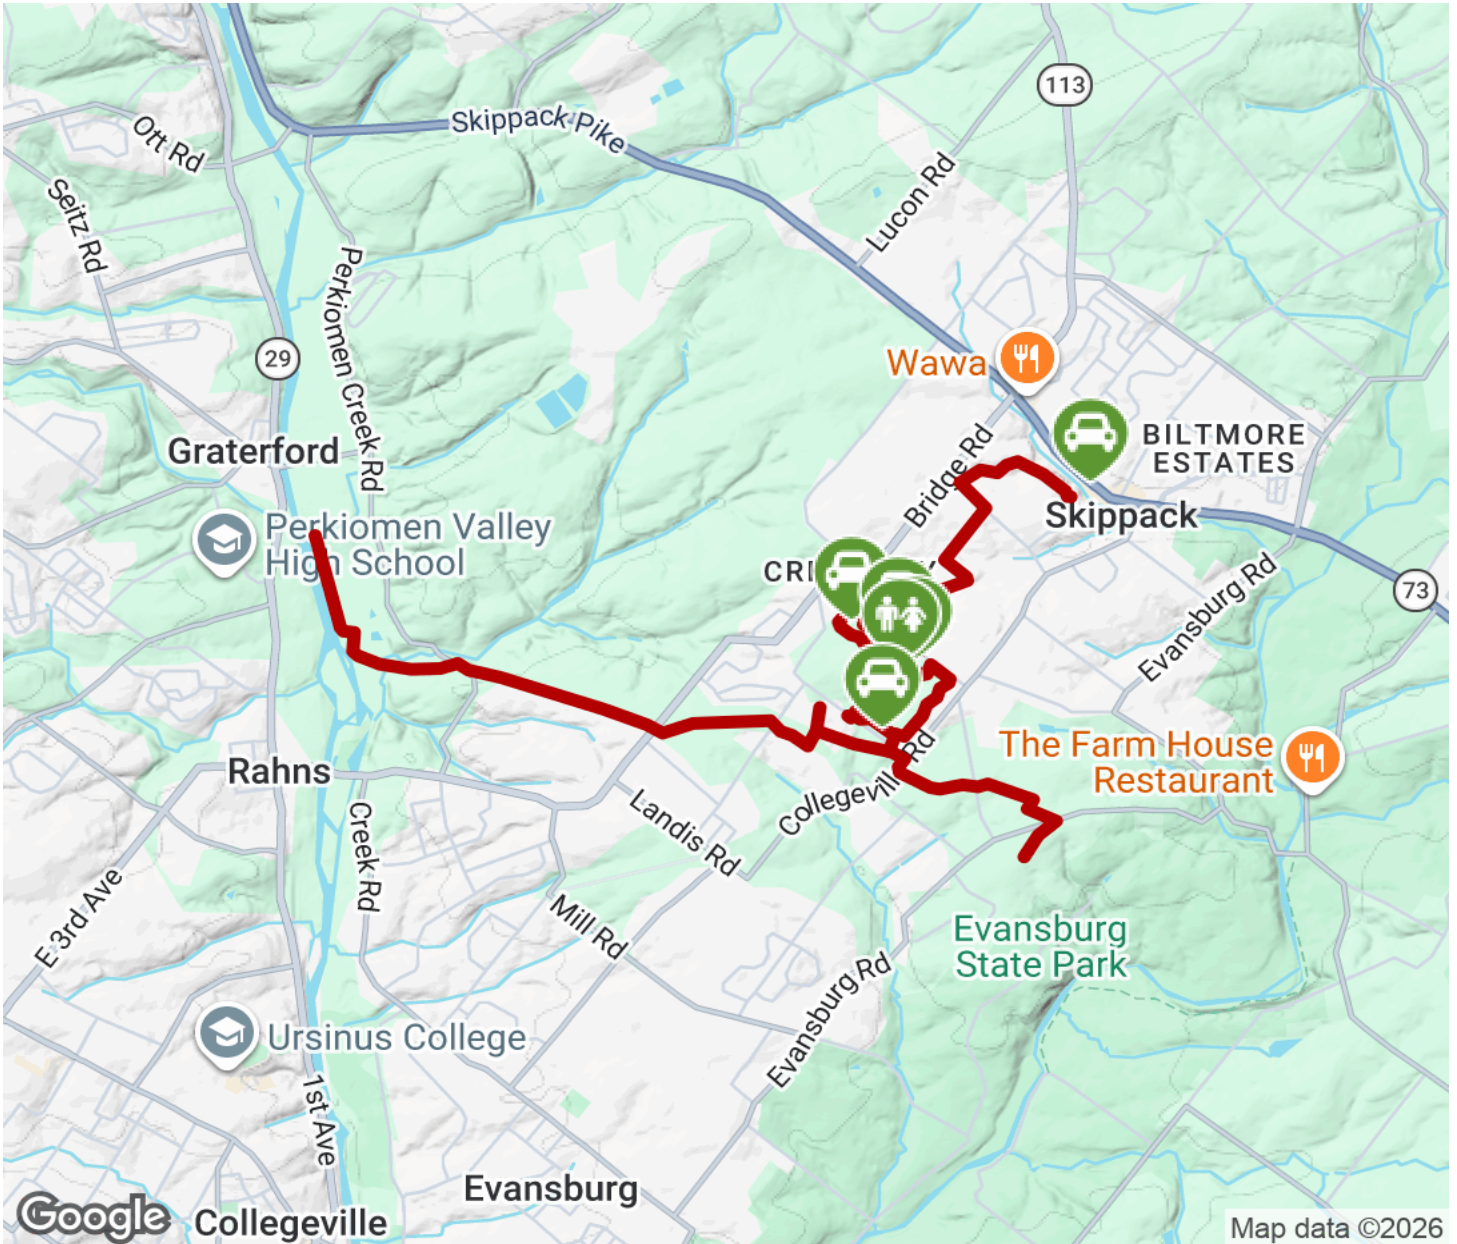 113
Skippack Pike
Ott Rd
Lucon Rd
Seitz Rd
Perkiomen Creek Rd
29
Wawa
BILTMORE
ESTATES
Graterford
Bridge Rd
Skippack
Perkiomen Valley
High School
73
Evansburg Rd
The Farm House
Restaurant
Rahns
Collegeville Rd
Landis Rd
Creek Rd
E 3rd Ave
Mill Rd
Evansburg
State Park
Evansburg Rd
Ursinus College
1st Ave
Evansburg
Collegeville
Google
Map data ©2026